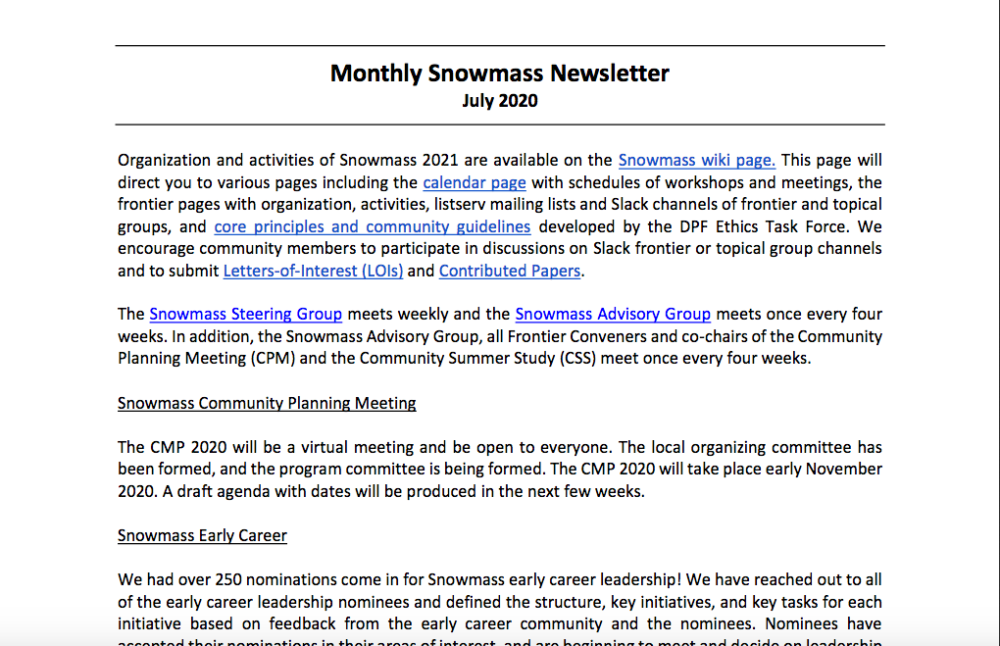 Monthly Snowmass Newsletter
July 2020
Organization and activities of Snowmass 2021 are available on the Snowmass wiki page. This page will
direct you to various pages including the calendar page with schedules of workshops and meetings, the
frontier pages with organization, activities, listserv mailing lists and Slack channels of frontier and topical
groups, and core principles and community guidelines developed by the DPF Ethics Task Force. We
encourage community members to participate in discussions on Slack frontier or topical group channels
and to submit Letters-of-Interest (LOIs) and Contributed Papers.
The Snowmass Steering Group meets weekly and the Snowmass Advisory Group meets once every four
weeks. In addition, the Snowmass Advisory Group, all Frontier Conveners and co-chairs of the Community
Planning Meeting (CPM) and the Community Summer Study (CSS) meet once every four weeks.
Snowmass Community Planning Meeting
The CMP 2020 will be a virtual meeting and be open to everyone. The local organizing committee has
been formed, and the program committee is being formed. The CMP 2020 will take place early November
2020. A draft agenda with dates will be produced in the next few weeks.
Snowmass Early Career
We had over 250 nominations come in for Snowmass early career leadership! We have reached out to all
of the early career leadership nominees and defined the structure, key initiatives, and key tasks for each
initiative based on feedback from the early career community and the nominees. Nominees have
accepted their nominations in their areas of interest, and are beginning to meet and decide on leadership